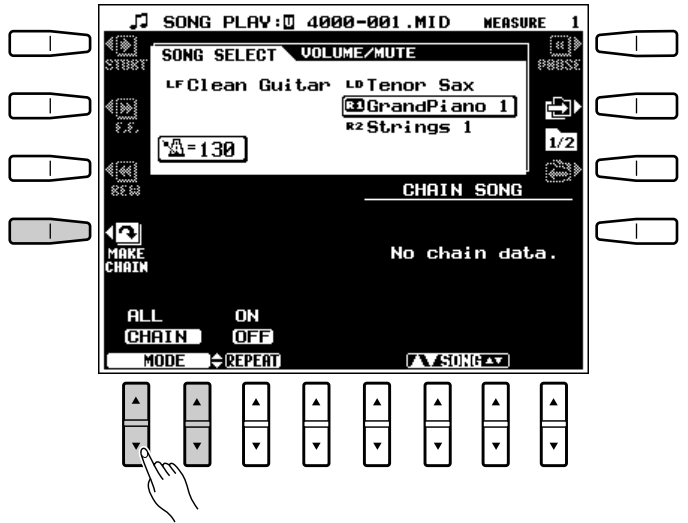 SONG PLAY: 4000-001.MID MEASURE 1
SONG SELECT VOLUME/MUTE
START
PAUSE
LF Clean Guitar LD Tenor Sax
R1 GrandPiano 1
R2 Strings 1
F.F.
1/2
=130
REW
CHAIN SONG
MAKE
CHAIN
No chain data.
ALL ON
CHAIN OFF
MODE REPEAT SONG